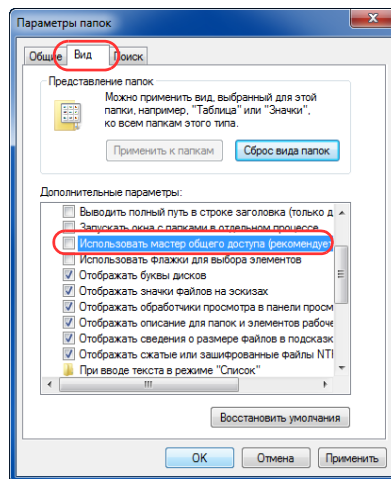 Параметры папок
Общие Вид Поиск
Представление папок
Можно применить вид, выбранный для этой
папки, например, "Таблица" или "Значки",
ко всем папкам этого типа.
Применить к папкам Сброс вида папок
Дополнительные параметры:
Выводить полный путь в строке заголовка (только д
Запускать окна с папками в отдельном процессе
Использовать мастер общего доступа (рекомендует
Использовать флажки для выбора элементов
Отображать буквы дисков
Отображать значки файлов на эскизах
Отображать обработчики просмотра в панели просм
Отображать описание для папок и элементов рабоче
Отображать сведения о размере файлов в подсказк
Отображать сжатые или зашифрованные файлы NTI
При вводе текста в режиме "Список"
Восстановить умолчания
OK Отмена Применить